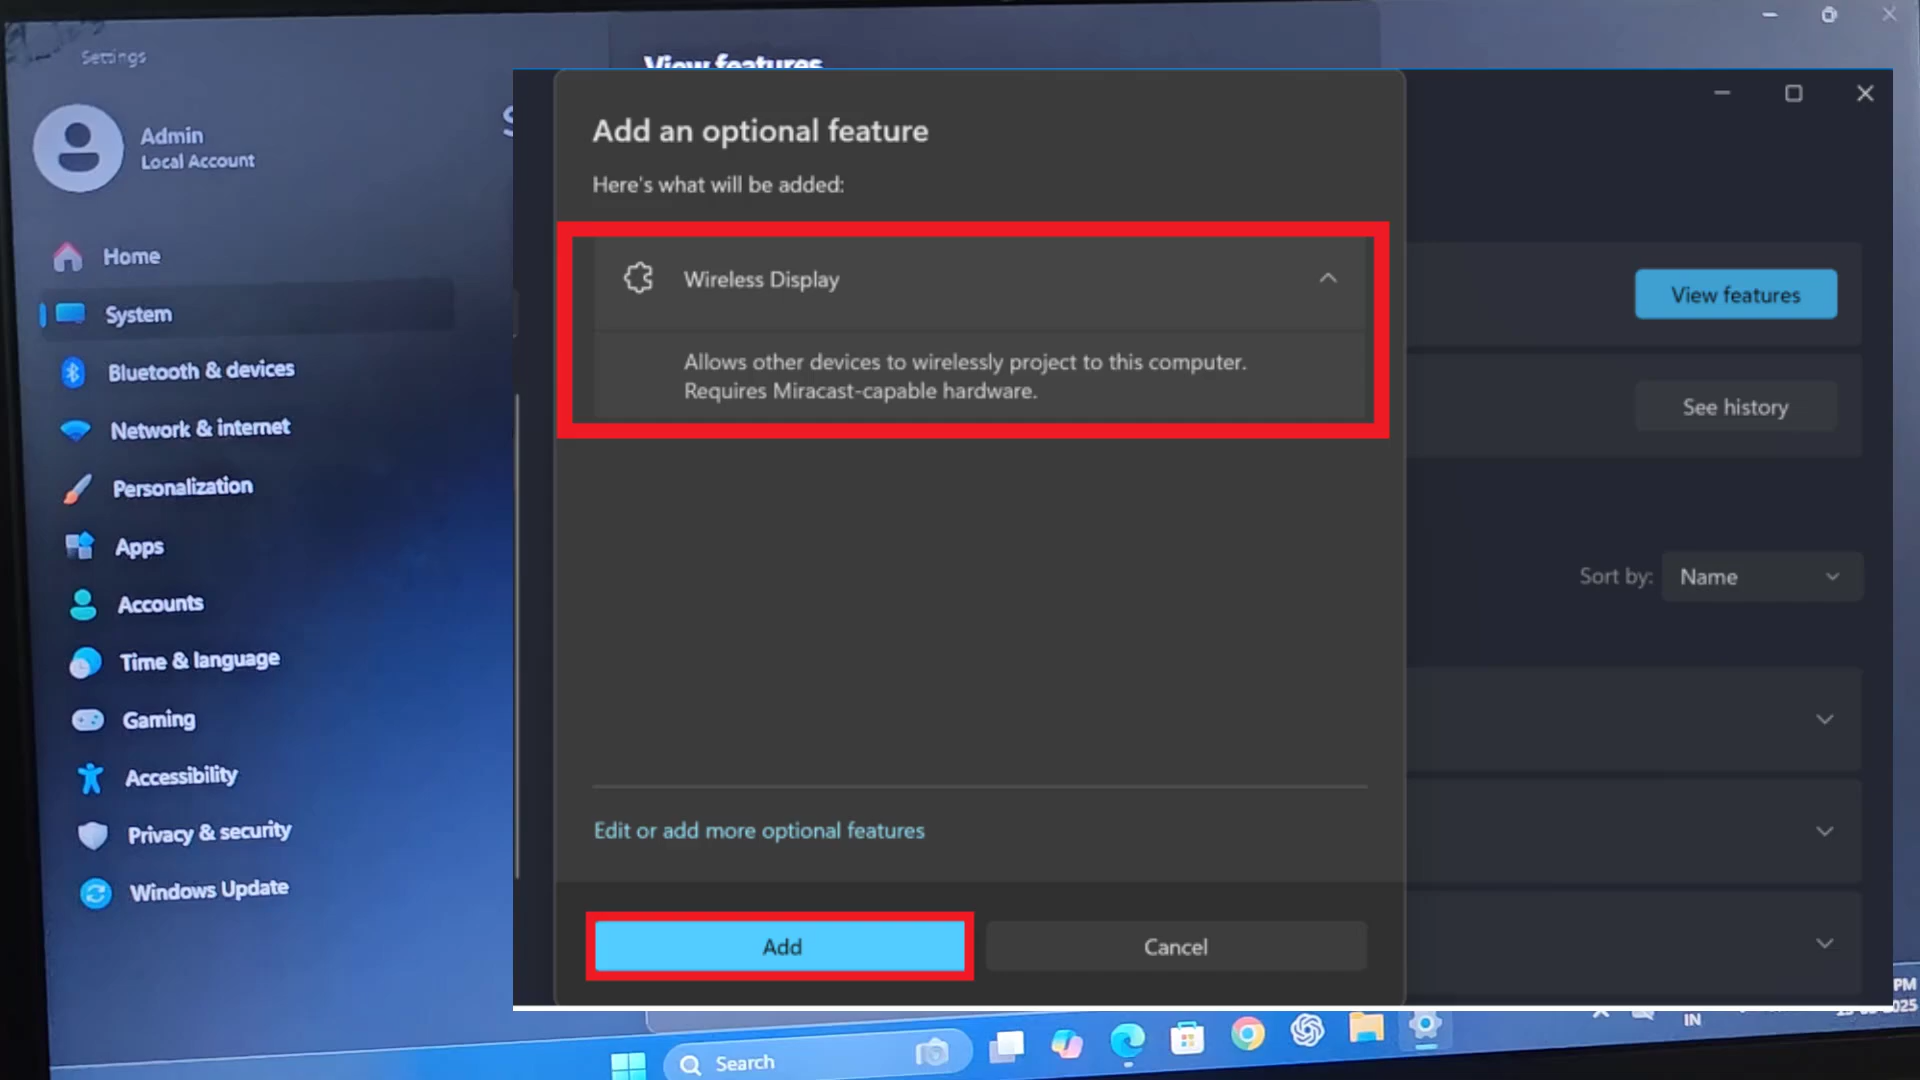 Settings
View features
Admin
Local Account
Home
System
Bluetooth & devices
Network & internet
Personalization
Apps
Accounts
Time & language
Gaming
Accessibility
Privacy & security
Windows Update
Add an optional feature
Here's what will be added:
Wireless Display
Allows other devices to wirelessly project to this computer.
Requires Miracast-capable hardware.
Edit or add more optional features
Add
Cancel
View features
See history
Sort by:
Name
Search
IN
PM